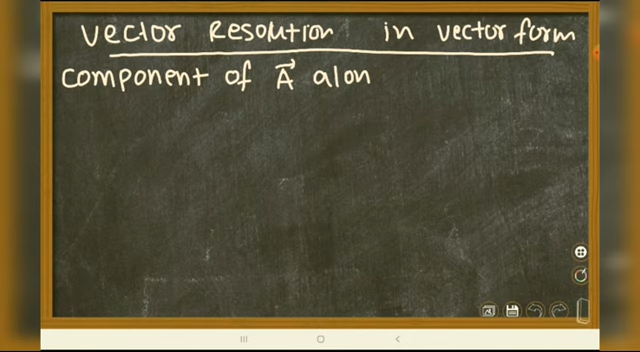 vector Resolution in vector form
component of A⃗ alon